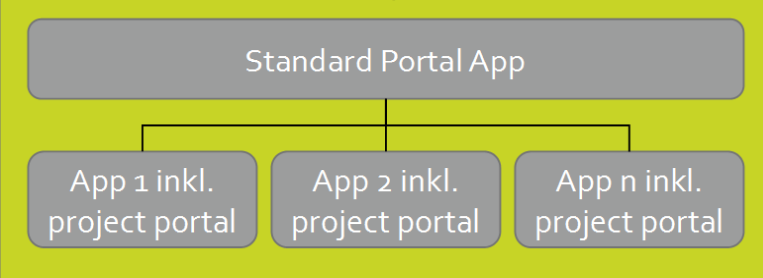 Standard Portal App
App 1 inkl.
project portal
App 2 inkl.
project portal
App n inkl.
project portal